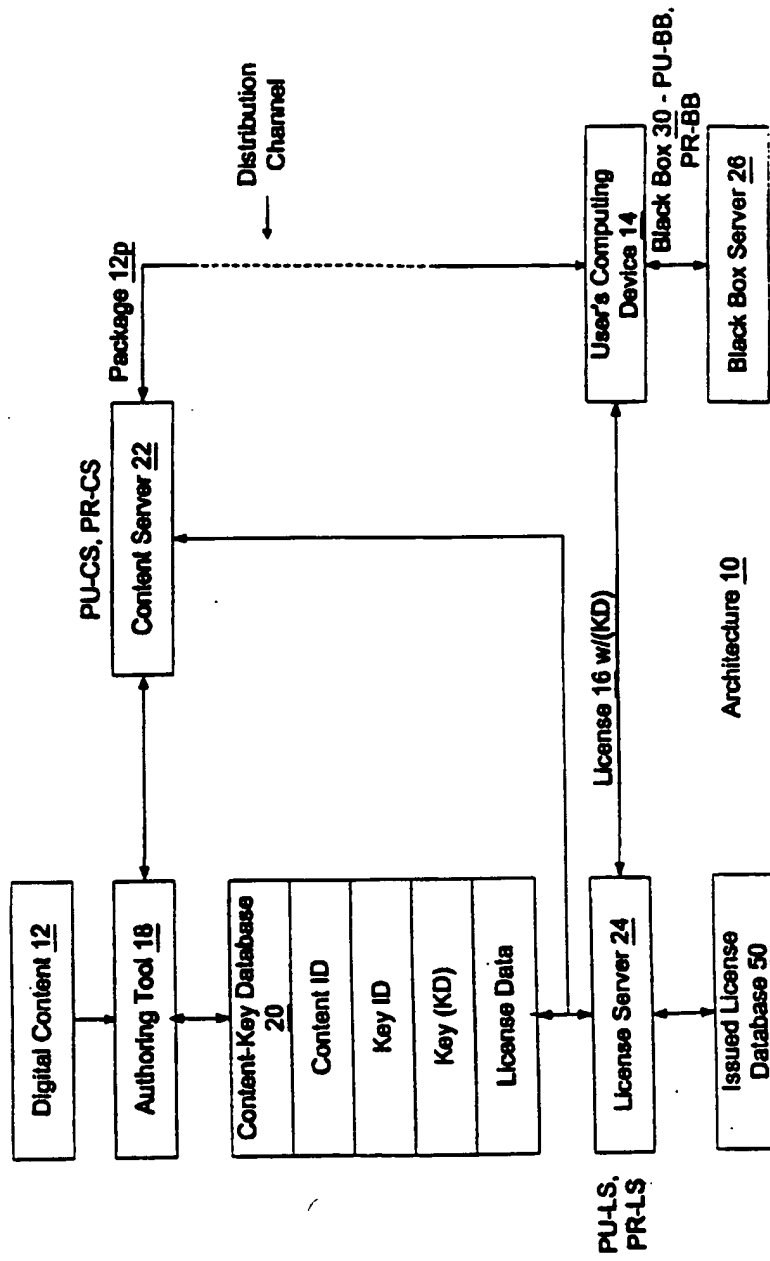 Digital Content 12
Authoring Tool 18
Content-Key Database
20
Content ID
Key ID
Key (KD)
License Data
PU-LS,
PR-LS
License Server 24
Issued License
Database 50
PU-CS, PR-CS
Content Server 22
Package 12p
Distribution
Channel
License 16 w/(KD)
User's Computing
Device 14
Black Box 30 - PU-BB,
PR-BB
Black Box Server 26
Architecture 10